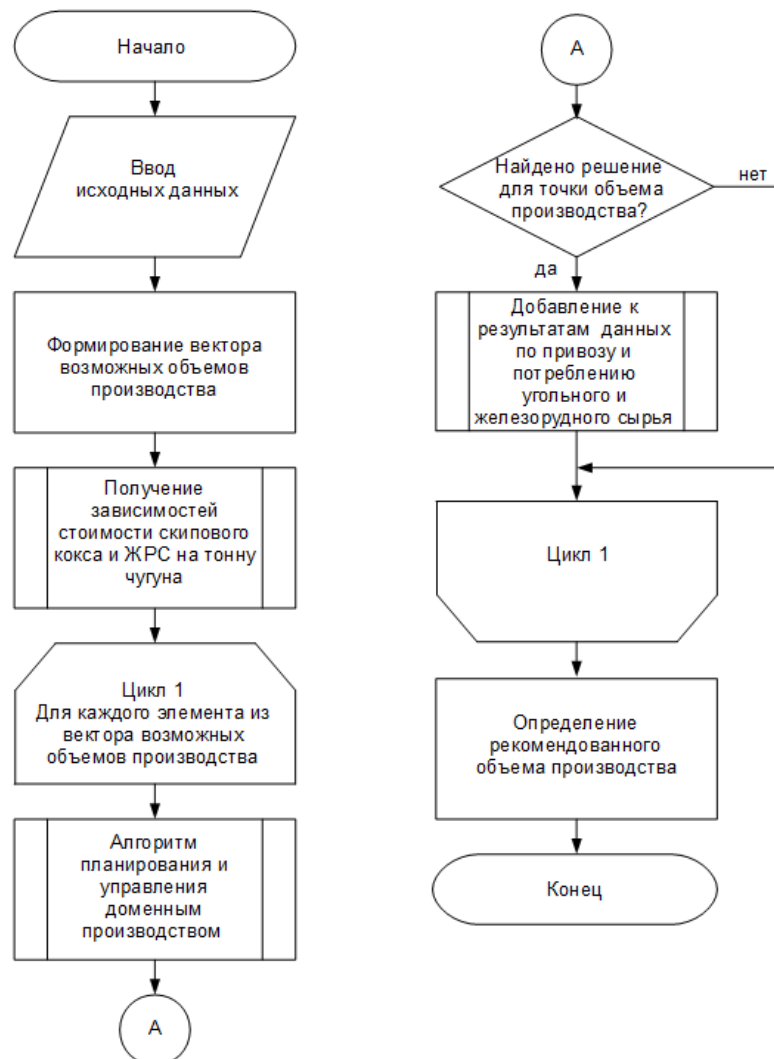 Начало
Ввод
исходных данных
Формирование вектора
возможных объемов
производства
Получение
зависимостей
стоимости скипового
кокса и ЖРС на тонну
чугуна
Цикл 1
Для каждого элемента из
вектора возможных
объемов производства
Алгоритм
планирования и
управления
доменным
производством
А
А
Найдено решение
для точки объема
производства?
нет
да
Добавление к
результатам данных
по привозу и
потреблению
угольного и
железорудного сырья
Цикл 1
Определение
рекомендованного
объема производства
Конец